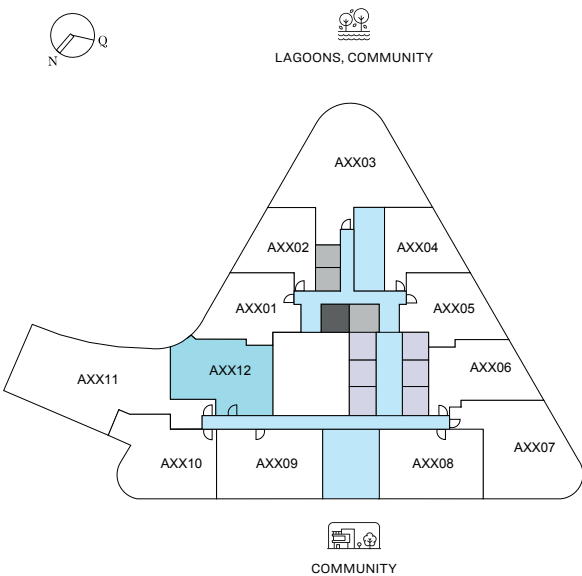 Q
N
LAGOONS, COMMUNITY
AXX03
AXX02
AXX04
AXX01
AXX05
AXX12
AXX06
AXX11
AXX07
AXX10
AXX09
AXX08
COMMUNITY